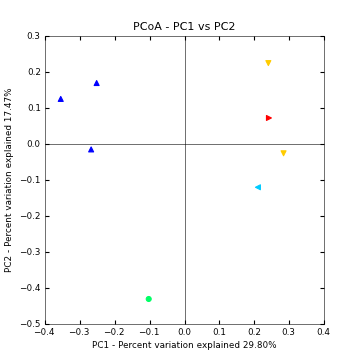 PCoA - PC1 vs PC2
0.3
0.2
0.1
0.0
−0.1
−0.2
−0.3
−0.4
−0.5
PC2 - Percent variation explained 17.47%
−0.4 −0.3 −0.2 −0.1 0.0 0.1 0.2 0.3 0.4
PC1 - Percent variation explained 29.80%